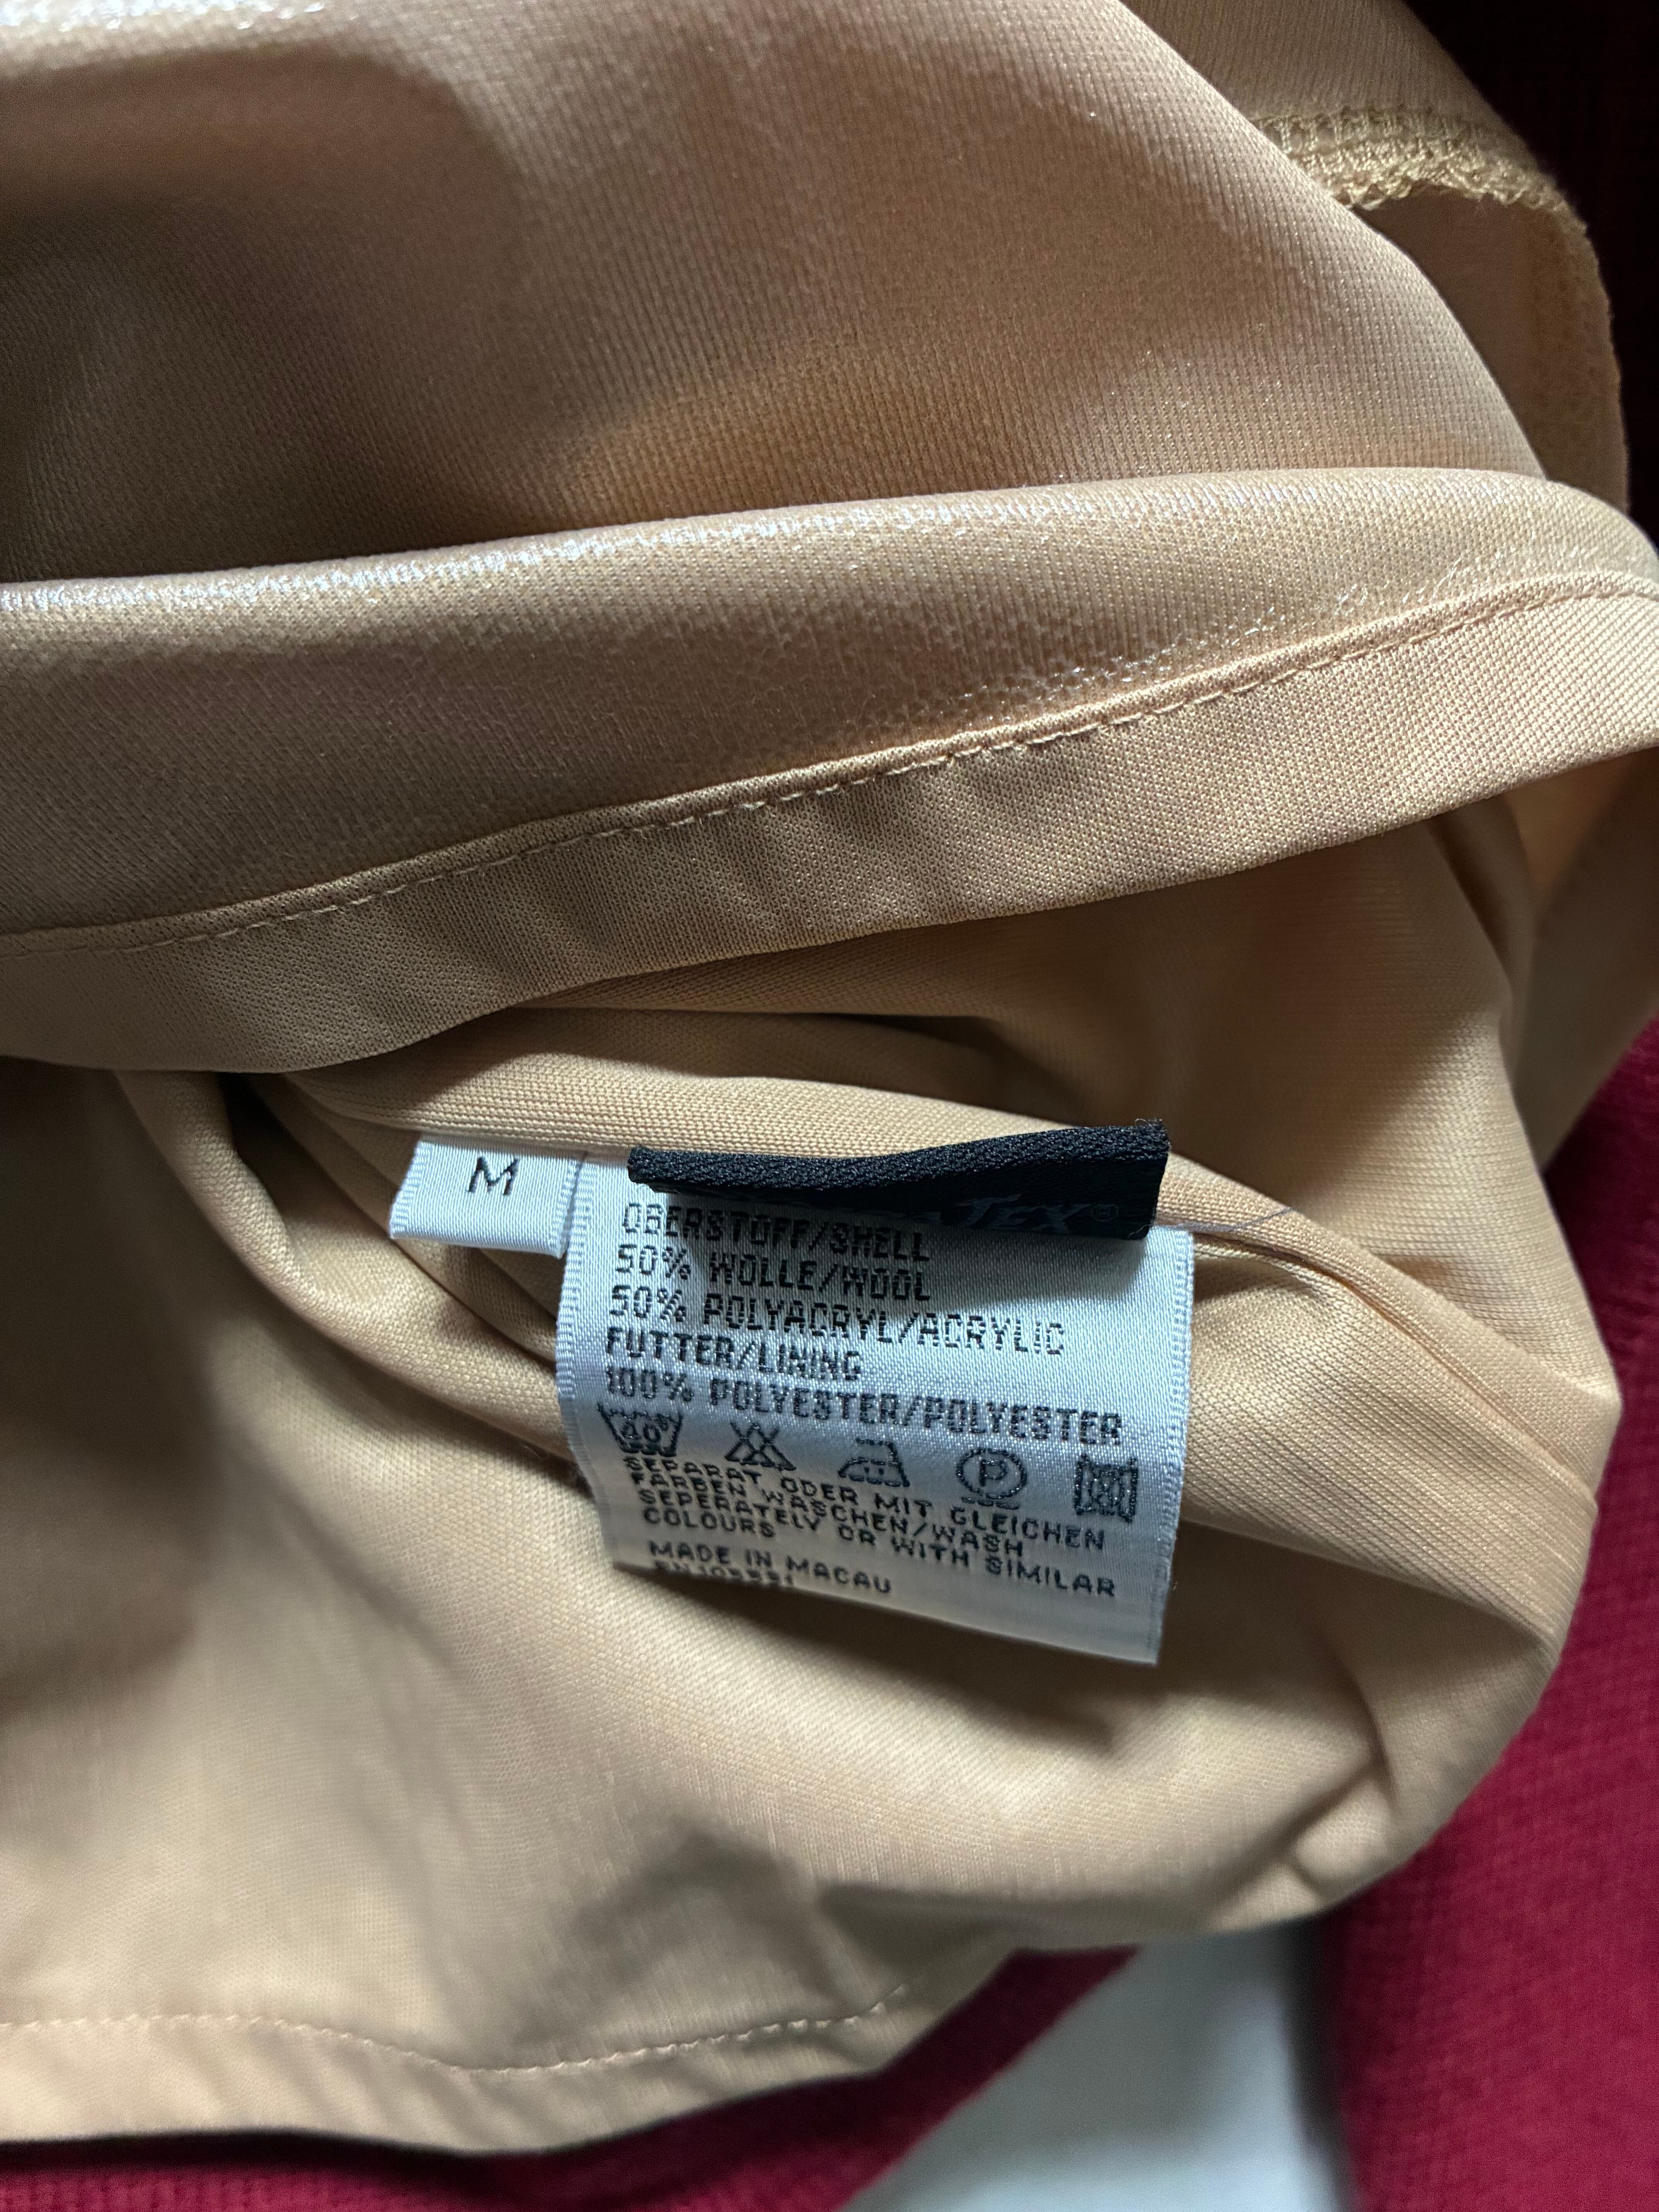 M
TEX®
OBERSTOFF/SHELL
50% WOLLE/WOOL
50% POLYACRYL/ACRYLIC
FUTTER/LINING
100% POLYESTER/POLYESTER
40° P
SEPARAT ODER MIT GLEICHEN
FARBEN WASCHEN/WASH
SEPERATELY OR WITH SIMILAR
COLOURS
MADE IN MACAU